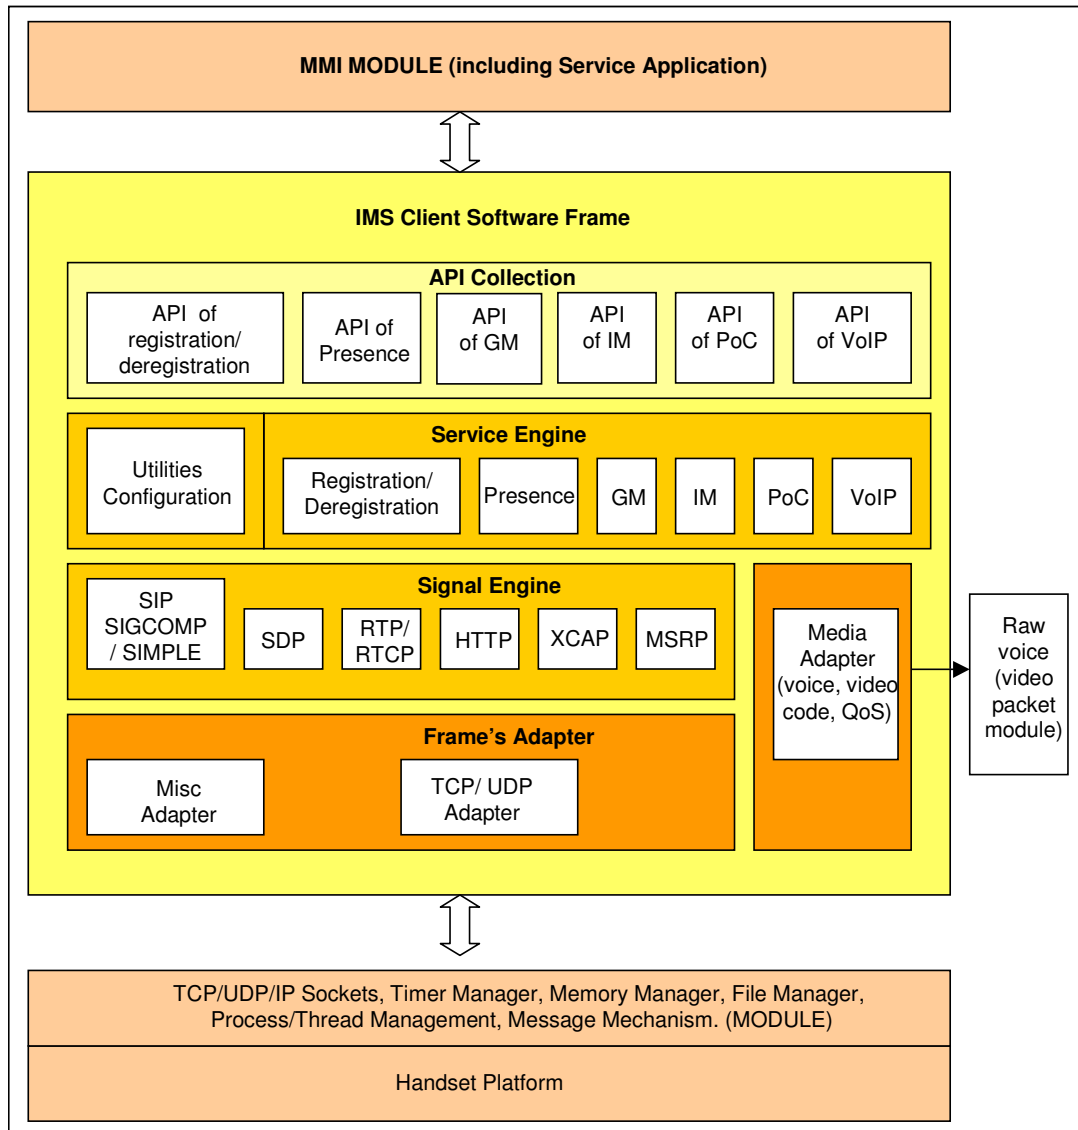 MMI MODULE (including Service Application)
IMS Client Software Frame
API Collection
API of
registration/
deregistration
API of
Presence
API
of GM
API
of IM
API
of PoC
API
of VoIP
Utilities
Configuration
Service Engine
Registration/
Deregistration
Presence
GM
IM
PoC
VoIP
Signal Engine
SIP
SIGCOMP
/ SIMPLE
SDP
RTP/
RTCP
HTTP
XCAP
MSRP
Media
Adapter
(voice, video
code, QoS)
Raw
voice
(video
packet
module)
Frame's Adapter
Misc
Adapter
TCP/ UDP
Adapter
TCP/UDP/IP Sockets, Timer Manager, Memory Manager, File Manager,
Process/Thread Management, Message Mechanism. (MODULE)
Handset Platform